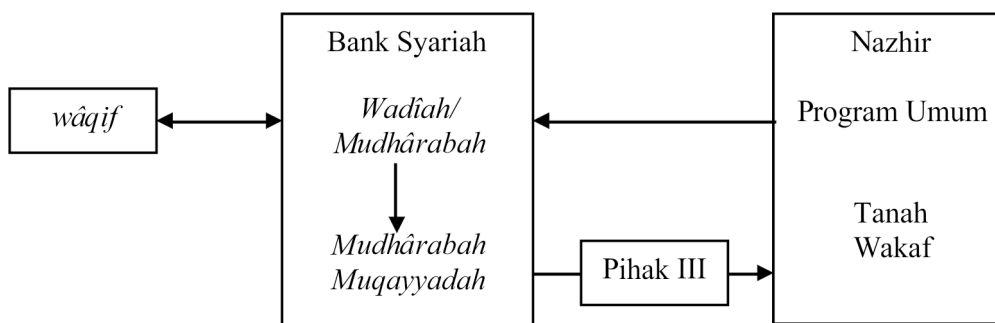 wâqif
Bank Syariah
Wadîah/
Mudhârabah
Mudhârabah
Muqayyadah
Pihak III
Nazhir
Program Umum
Tanah
Wakaf